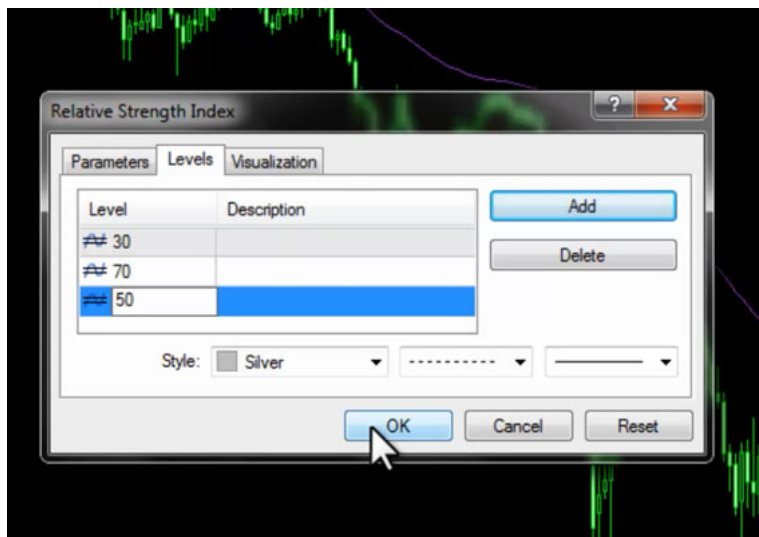 Relative Strength Index
?
X
Parameters Levels Visualization
Level Description
Add
30
Delete
70
50
Style: Silver
OK Cancel Reset